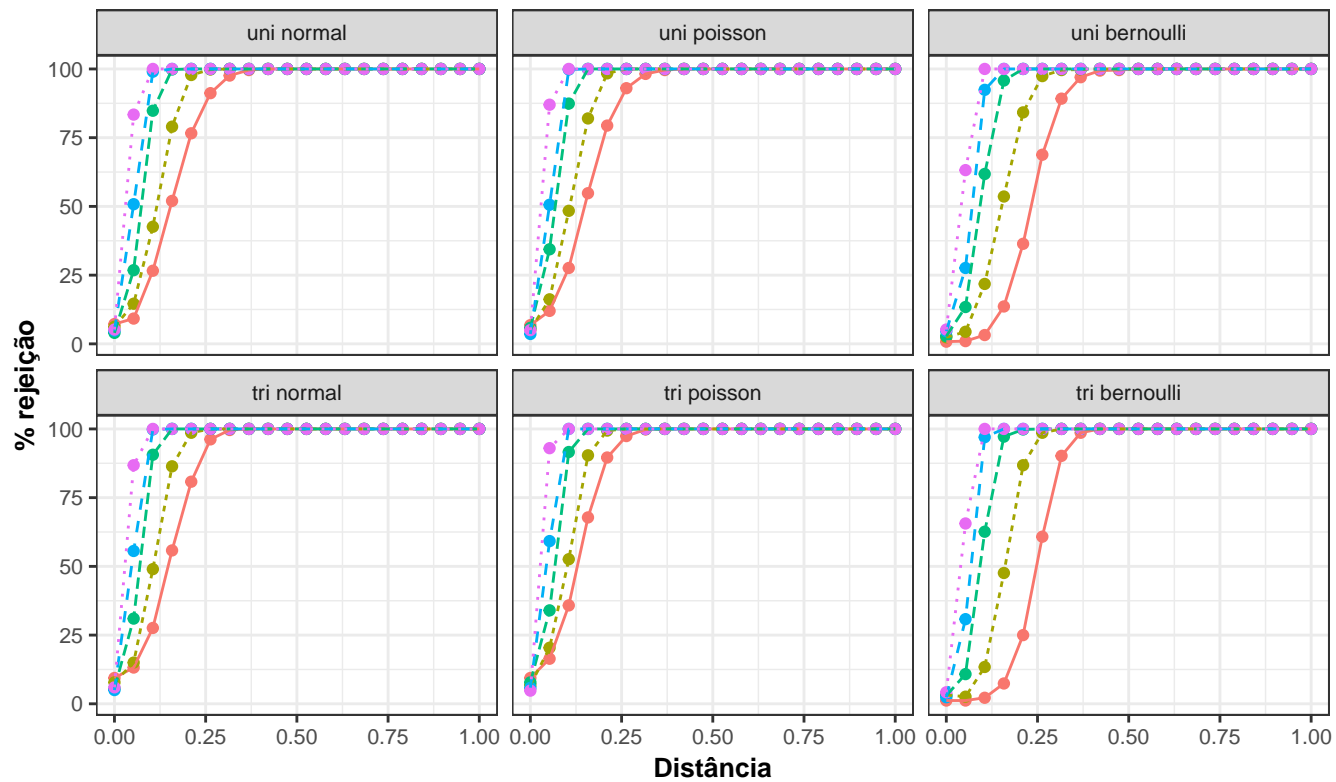 uni normal
uni poisson
uni bernoulli
100
75
50
25
0
tri normal
tri poisson
tri bernoulli
100
75
50
25
0
0.00 0.25 0.50 0.75 1.00
0.00 0.25 0.50 0.75 1.00
0.00 0.25 0.50 0.75 1.00
% rejeição
Distância